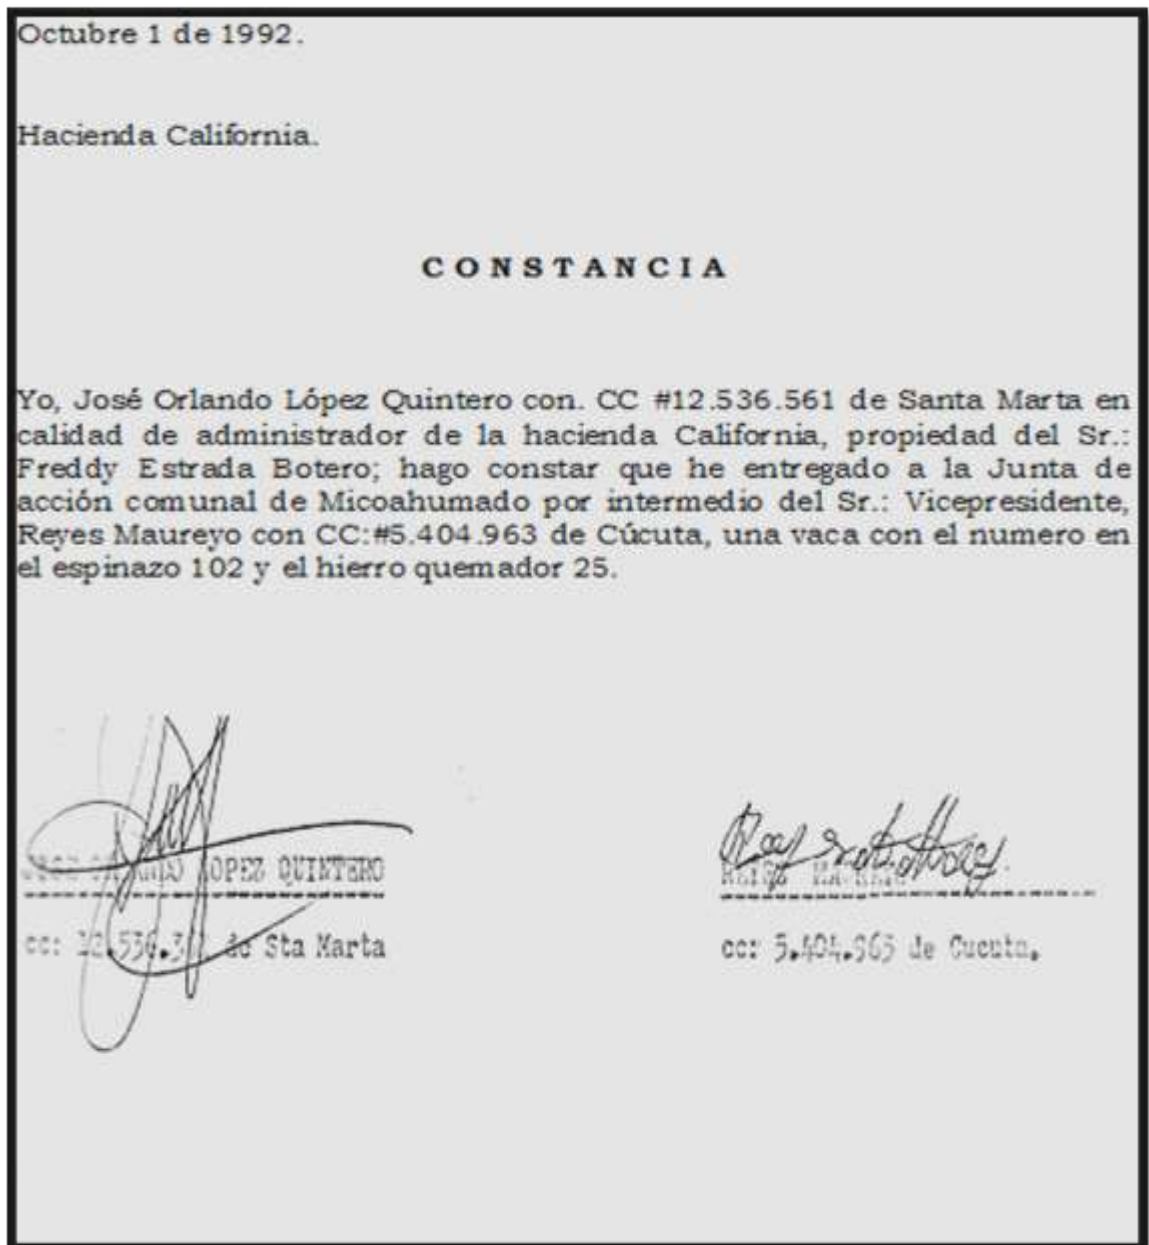 Octubre 1 de 1992.
Hacienda California.
CONSTANCIA
Yo, José Orlando López Quintero con. CC #12.536.561 de Santa Marta en
calidad de administrador de la hacienda California, propiedad del Sr.:
Freddy Estrada Botero; hago constar que he entregado a la Junta de
acción comunal de Micoahumado por intermedio del Sr.: Vicepresidente,
Reyes Maureyo con CC:#5.404.963 de Cúcuta, una vaca con el numero en
el espinazo 102 y el hierro quemador 25.
LOPEZ QUINTERO
cc: de Sta Marta
cc: 5.404.963 de Cucuta.